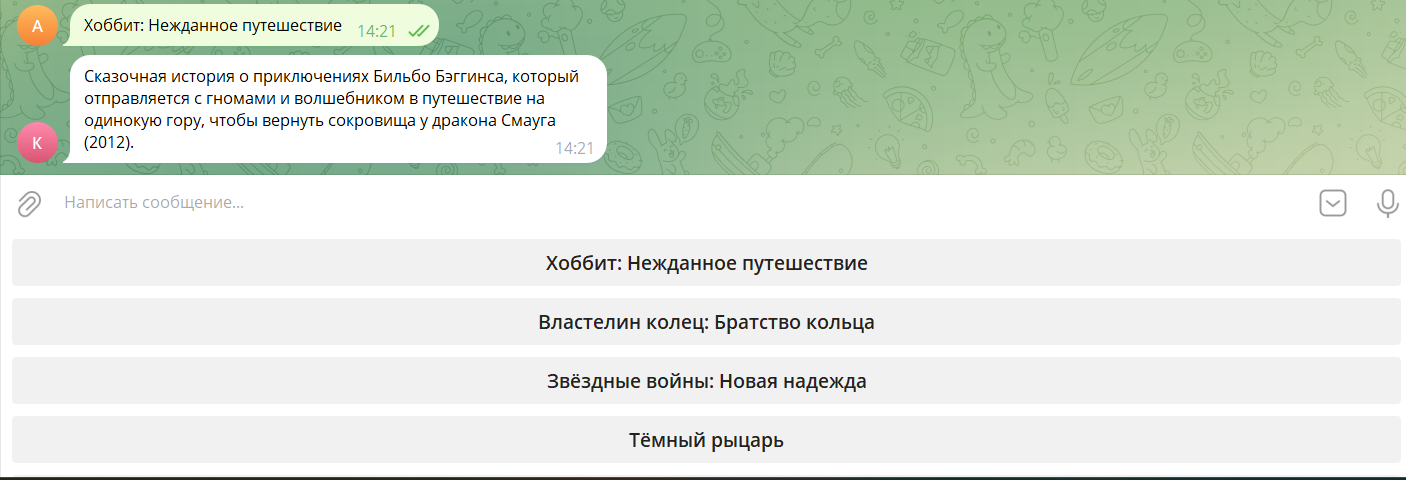 А
Хоббит: Нежданное путешествие 14:21
Сказочная история о приключениях Бильбо Бэггинса, который
отправляется с гномами и волшебником в путешествие на
одинокую гору, чтобы вернуть сокровища у дракона Смауга
(2012).
14:21
К
Написать сообщение...
Хоббит: Нежданное путешествие
Властелин колец: Братство кольца
Звёздные войны: Новая надежда
Тёмный рыцарь